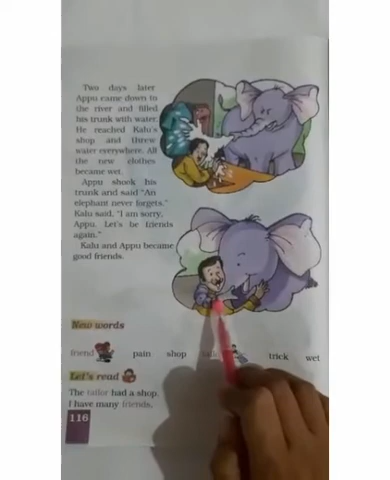 Two days later
Appu came down to
the river and filled
his trunk with water.
He reached Kalu's
shop and threw
water everywhere. All
the new clothes
became wet.
Appu shook his
trunk and said "An
elephant never forgets."
Kalu said, "I am sorry,
Appu. Let's be friends
again."
Kalu and Appu became
good friends.
New words
friend pain shop trick wet
Let's read
The tailor had a shop.
I have many friends.
116